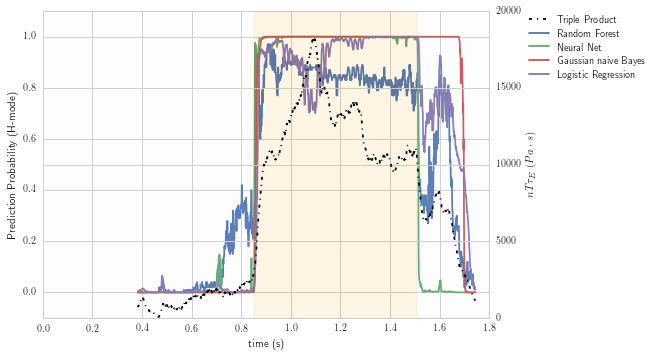 Prediction Probability (H-mode)
1.0
0.8
0.6
0.4
0.2
0.0
0.0 0.2 0.4 0.6 0.8 1.0 1.2 1.4 1.6 1.8
time (s)
20000
15000
10000
5000
0
nTτ_E (Pa · s)
Triple Product
Random Forest
Neural Net
Gaussian naive Bayes
Logistic Regression